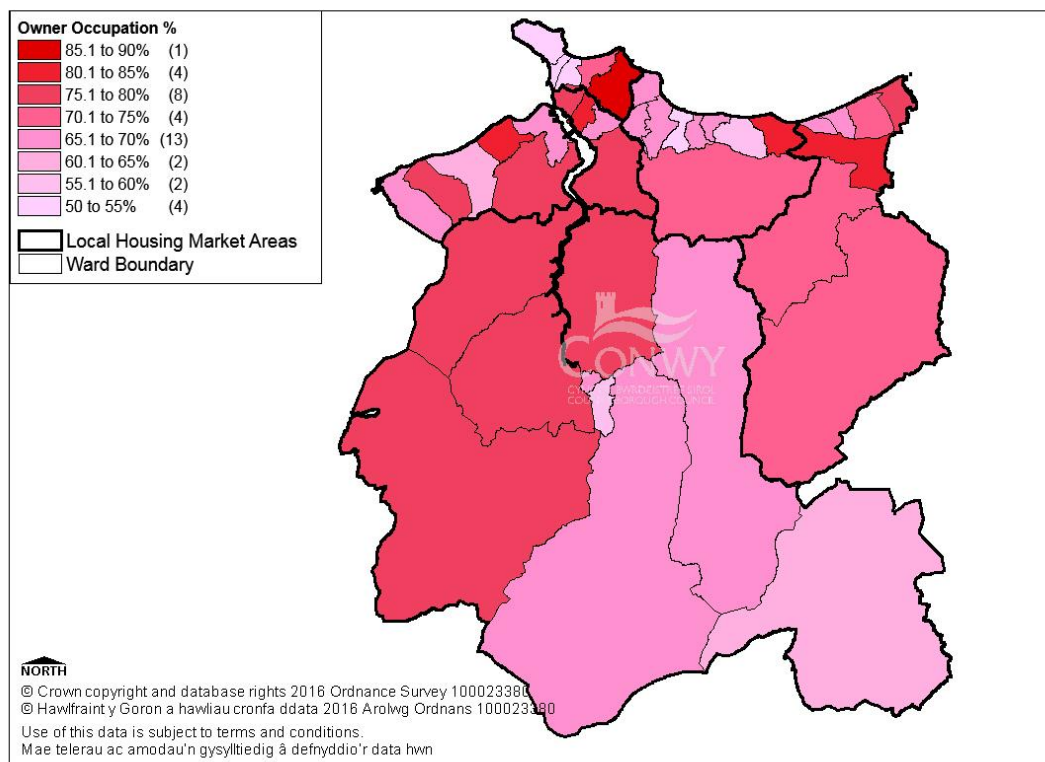 Owner Occupation %
85.1 to 90% (1)
80.1 to 85% (4)
75.1 to 80% (8)
70.1 to 75% (4)
65.1 to 70% (13)
60.1 to 65% (2)
55.1 to 60% (2)
50 to 55% (4)
Local Housing Market Areas
Ward Boundary
CONWY
COUNTY BOROUGH COUNCIL
NORTH
© Crown copyright and database rights 2016 Ordnance Survey 100023380
© Hawlfraint y Goron a hawliau cronfa ddata 2016 Arolwg Ordnans 100023380
Use of this data is subject to terms and conditions.
Mae telerau ac amodau'n gysylltiedig â defnyddio'r data hwn